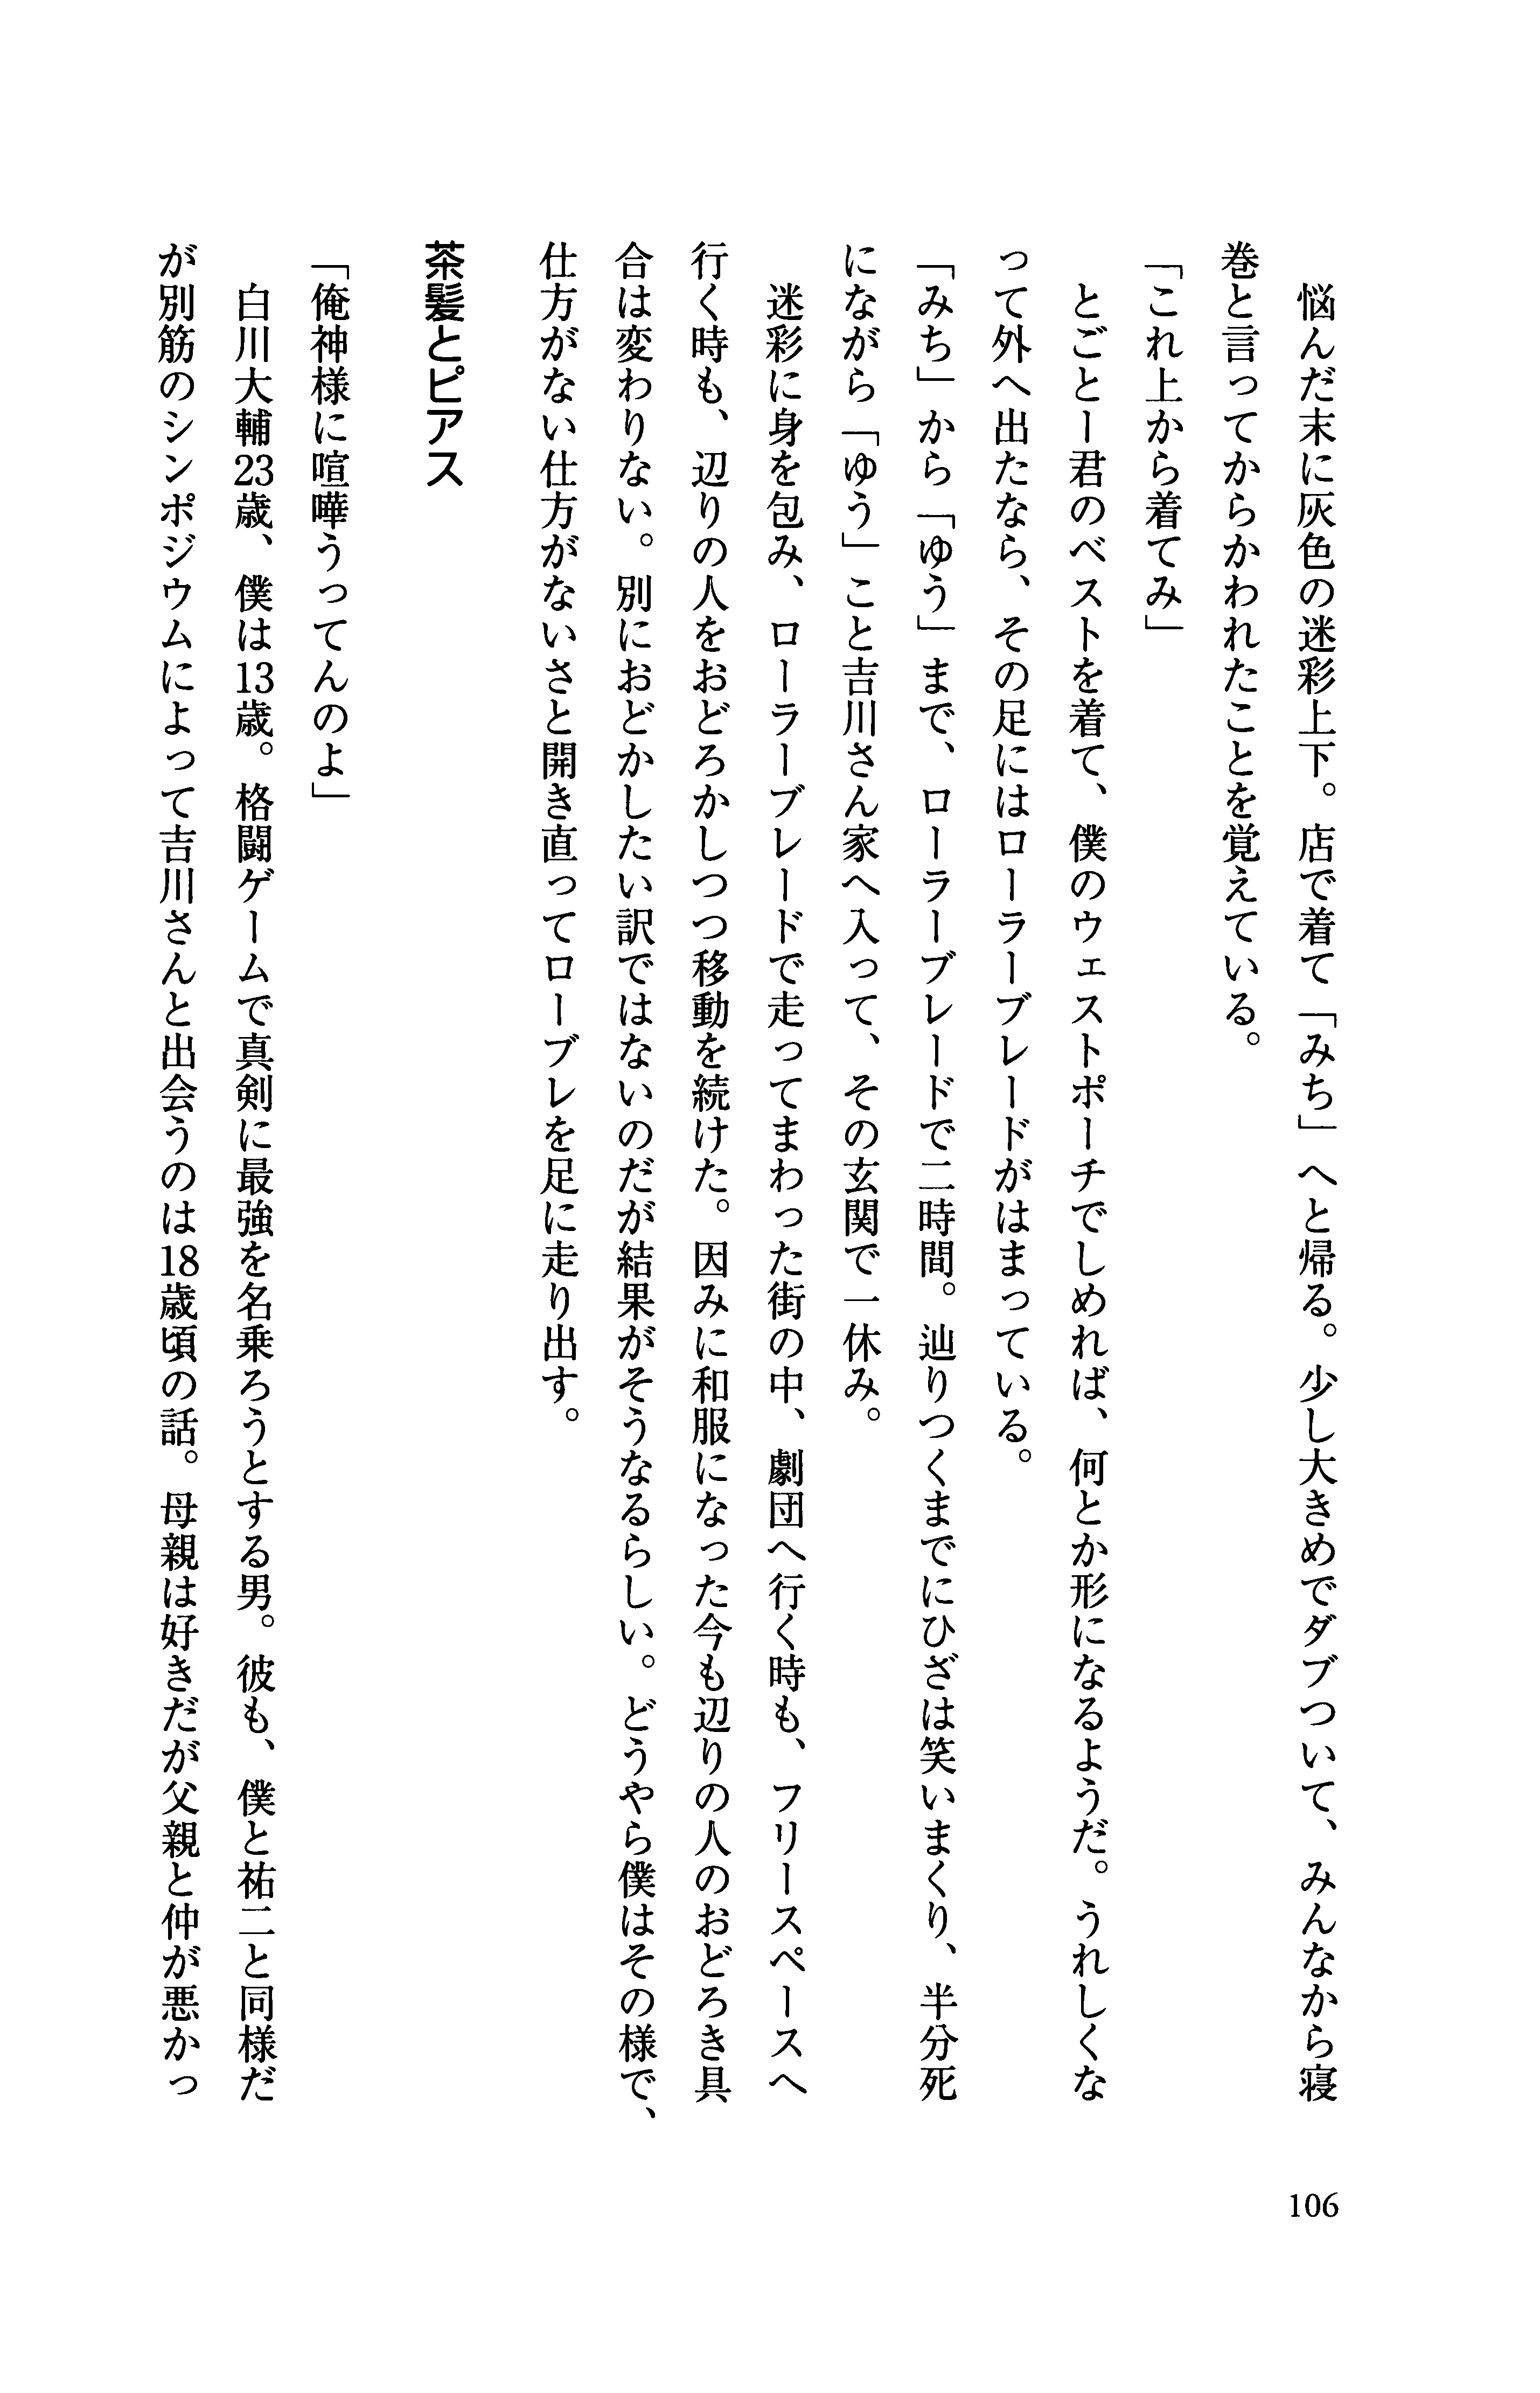 悩んだ末に灰色の迷彩上下。店で着て「みち」へと帰る。少し大きめでダブついて、みんなから寝
巻と言ってからかわれたことを覚えている。
「これ上から着てみ」
とごとー君のベストを着て、僕のウェストポーチでしめれば、何とか形になるようだ。うれしくな
って外へ出たなら、その足にはローラーブレードがはまっている。
「みち」から「ゆう」まで、ローラーブレードで二時間。辿りつくまでにひざは笑いまくり、半分死
にながら「ゆう」こと吉川さん家へ入って、その玄関で一休み。
迷彩に身を包み、ローラーブレードで走ってまわった街の中、劇団へ行く時も、フリースペースへ
行く時も、辺りの人をおどろかしつつ移動を続けた。因みに和服になった今も辺りの人のおどろき具
合は変わりない。別におどかしたい訳ではないのだが結果がそうなるらしい。どうやら僕はその様で、
仕方がない仕方がないさと開き直ってローブレを足に走り出す。
茶髪とピアス
「俺神様に喧嘩うってんのよ」
白川大輔23歳、僕は13歳。格闘ゲームで真剣に最強を名乗ろうとする男。彼も、僕と祐二と同様だ
が別筋のシンポジウムによって吉川さんと出会うのは18歳頃の話。母親は好きだが父親と仲が悪かっ
106